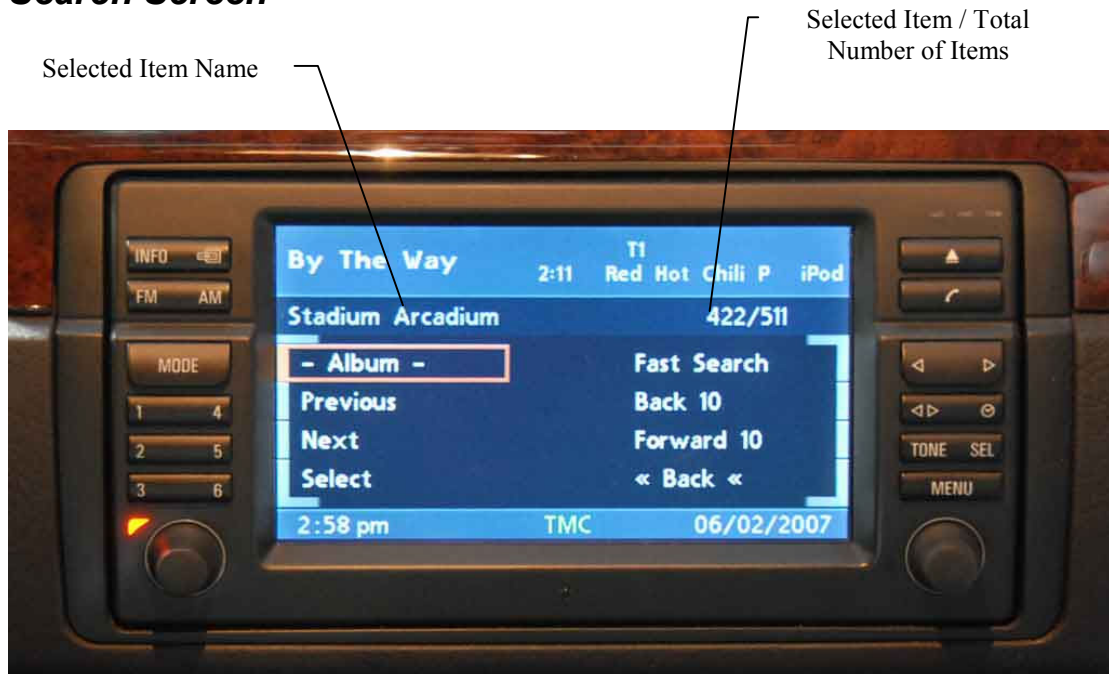 Search Screen
Selected Item / Total
Number of Items
Selected Item Name
INFO
FM AM
MODE
1 4
2 5
3 6
By The Way
T1
2:11 Red Hot Chili P iPod
Stadium Arcadium 422/511
- Album - Fast Search
Previous Back 10
Next Forward 10
Select « Back «
2:58 pm TMC 06/02/2007
TONE SEL
MENU